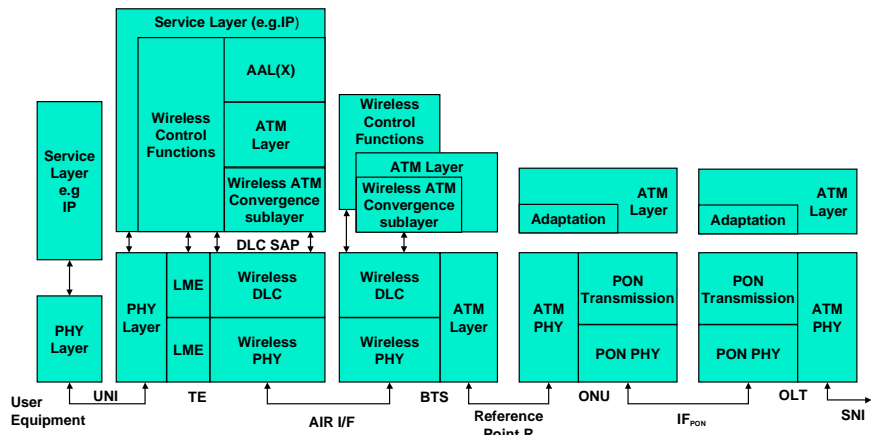 Service Layer (e.g.IP)
Service
Layer
e.g
IP
Wireless
Control
Functions
AAL(X)
ATM
Layer
Wireless ATM
Convergence
sublayer
Wireless
Control
Functions
ATM Layer
Wireless ATM
Convergence
sublayer
ATM
Layer
Adaptation
ATM
Layer
Adaptation
DLC SAP
PHY
Layer
PHY
Layer
LME
Wireless
DLC
LME
Wireless
PHY
Wireless
DLC
Wireless
PHY
ATM
Layer
ATM
PHY
PON
Transmission
PON PHY
PON
Transmission
PON PHY
ATM
PHY
User
Equipment
UNI
TE
AIR I/F
BTS
Reference
Point R
ONU
IFPON
OLT
SNI